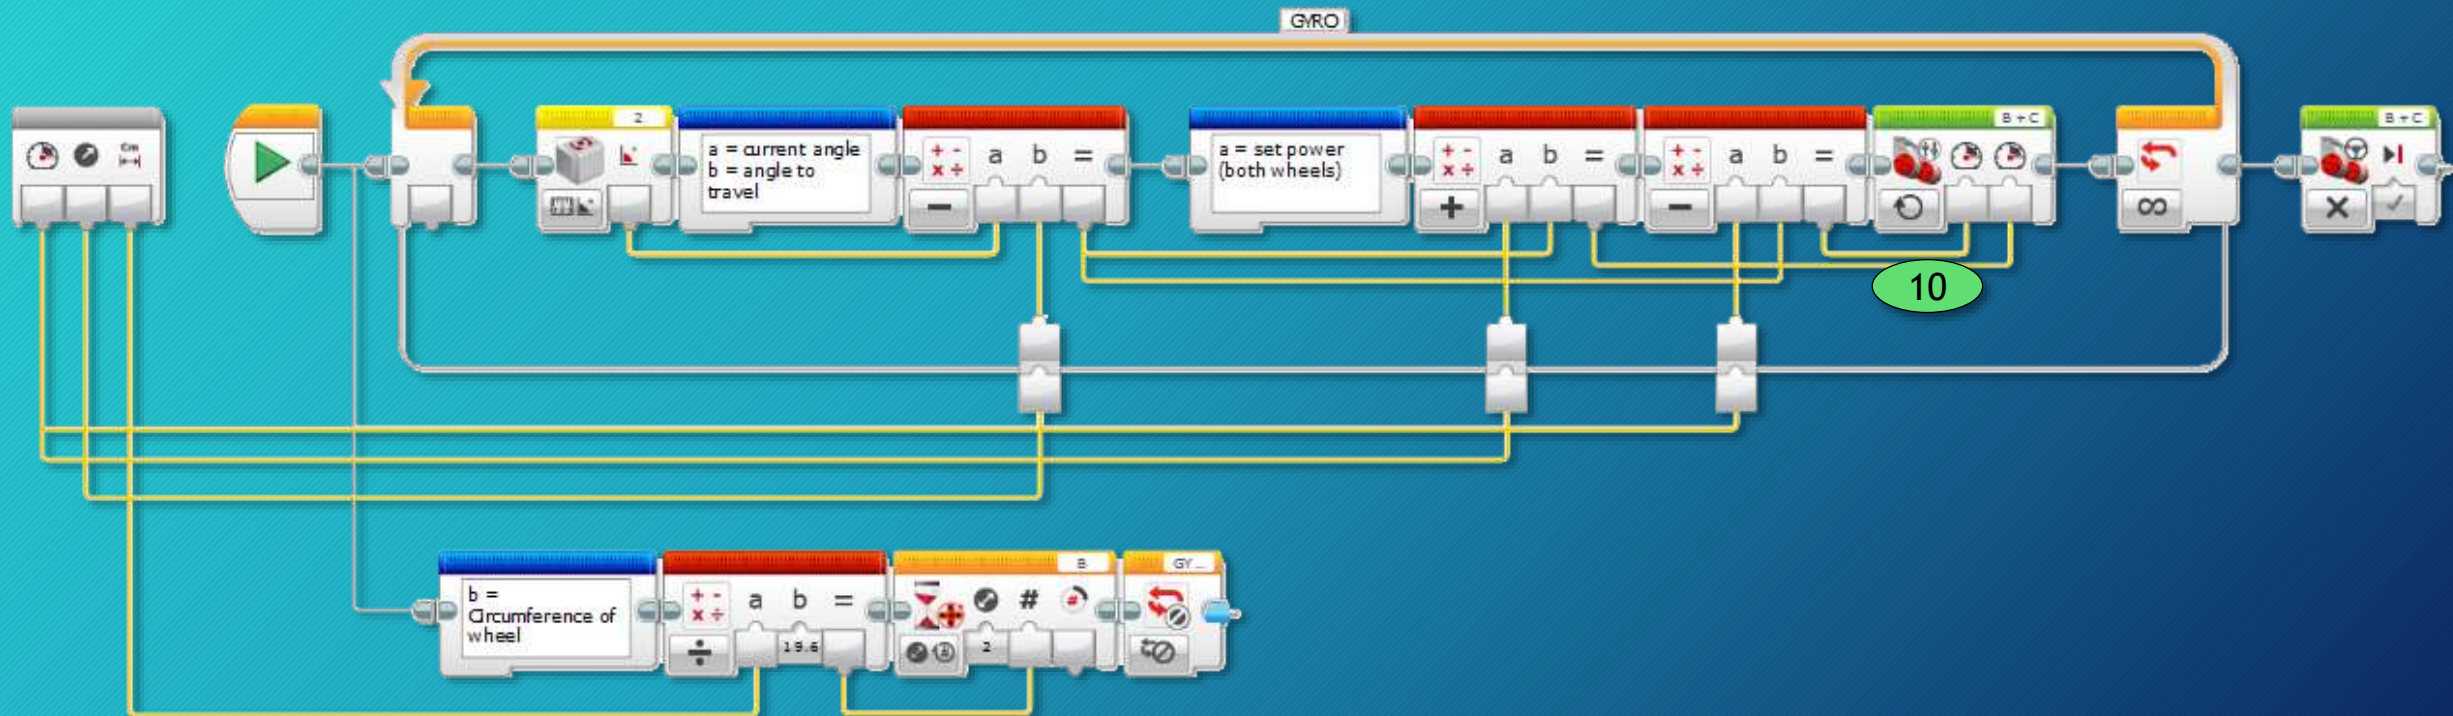 GYRO
Cm
2
a = current angle
b = angle to
travel
a b =
a = set power
(both wheels)
a b =
a b =
B + C
B + C
10
b =
Circumference of
wheel
a b =
19.6
B
#
2
GY...